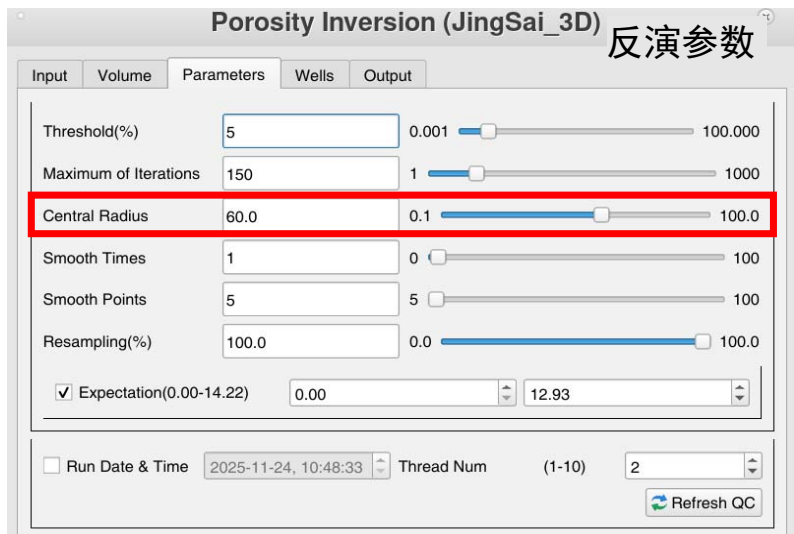 Porosity Inversion (JingSai_3D)
反演参数
Input Volume Parameters Wells Output
Threshold(%) 5 0.001 100.000
Maximum of Iterations 150 1 1000
Central Radius 60.0 0.1 100.0
Smooth Times 1 0 100
Smooth Points 5 5 100
Resampling(%) 100.0 0.0 100.0
Expectation(0.00-14.22) 0.00 12.93
Run Date & Time 2025-11-24, 10:48:33 Thread Num (1-10) 2
Refresh QC